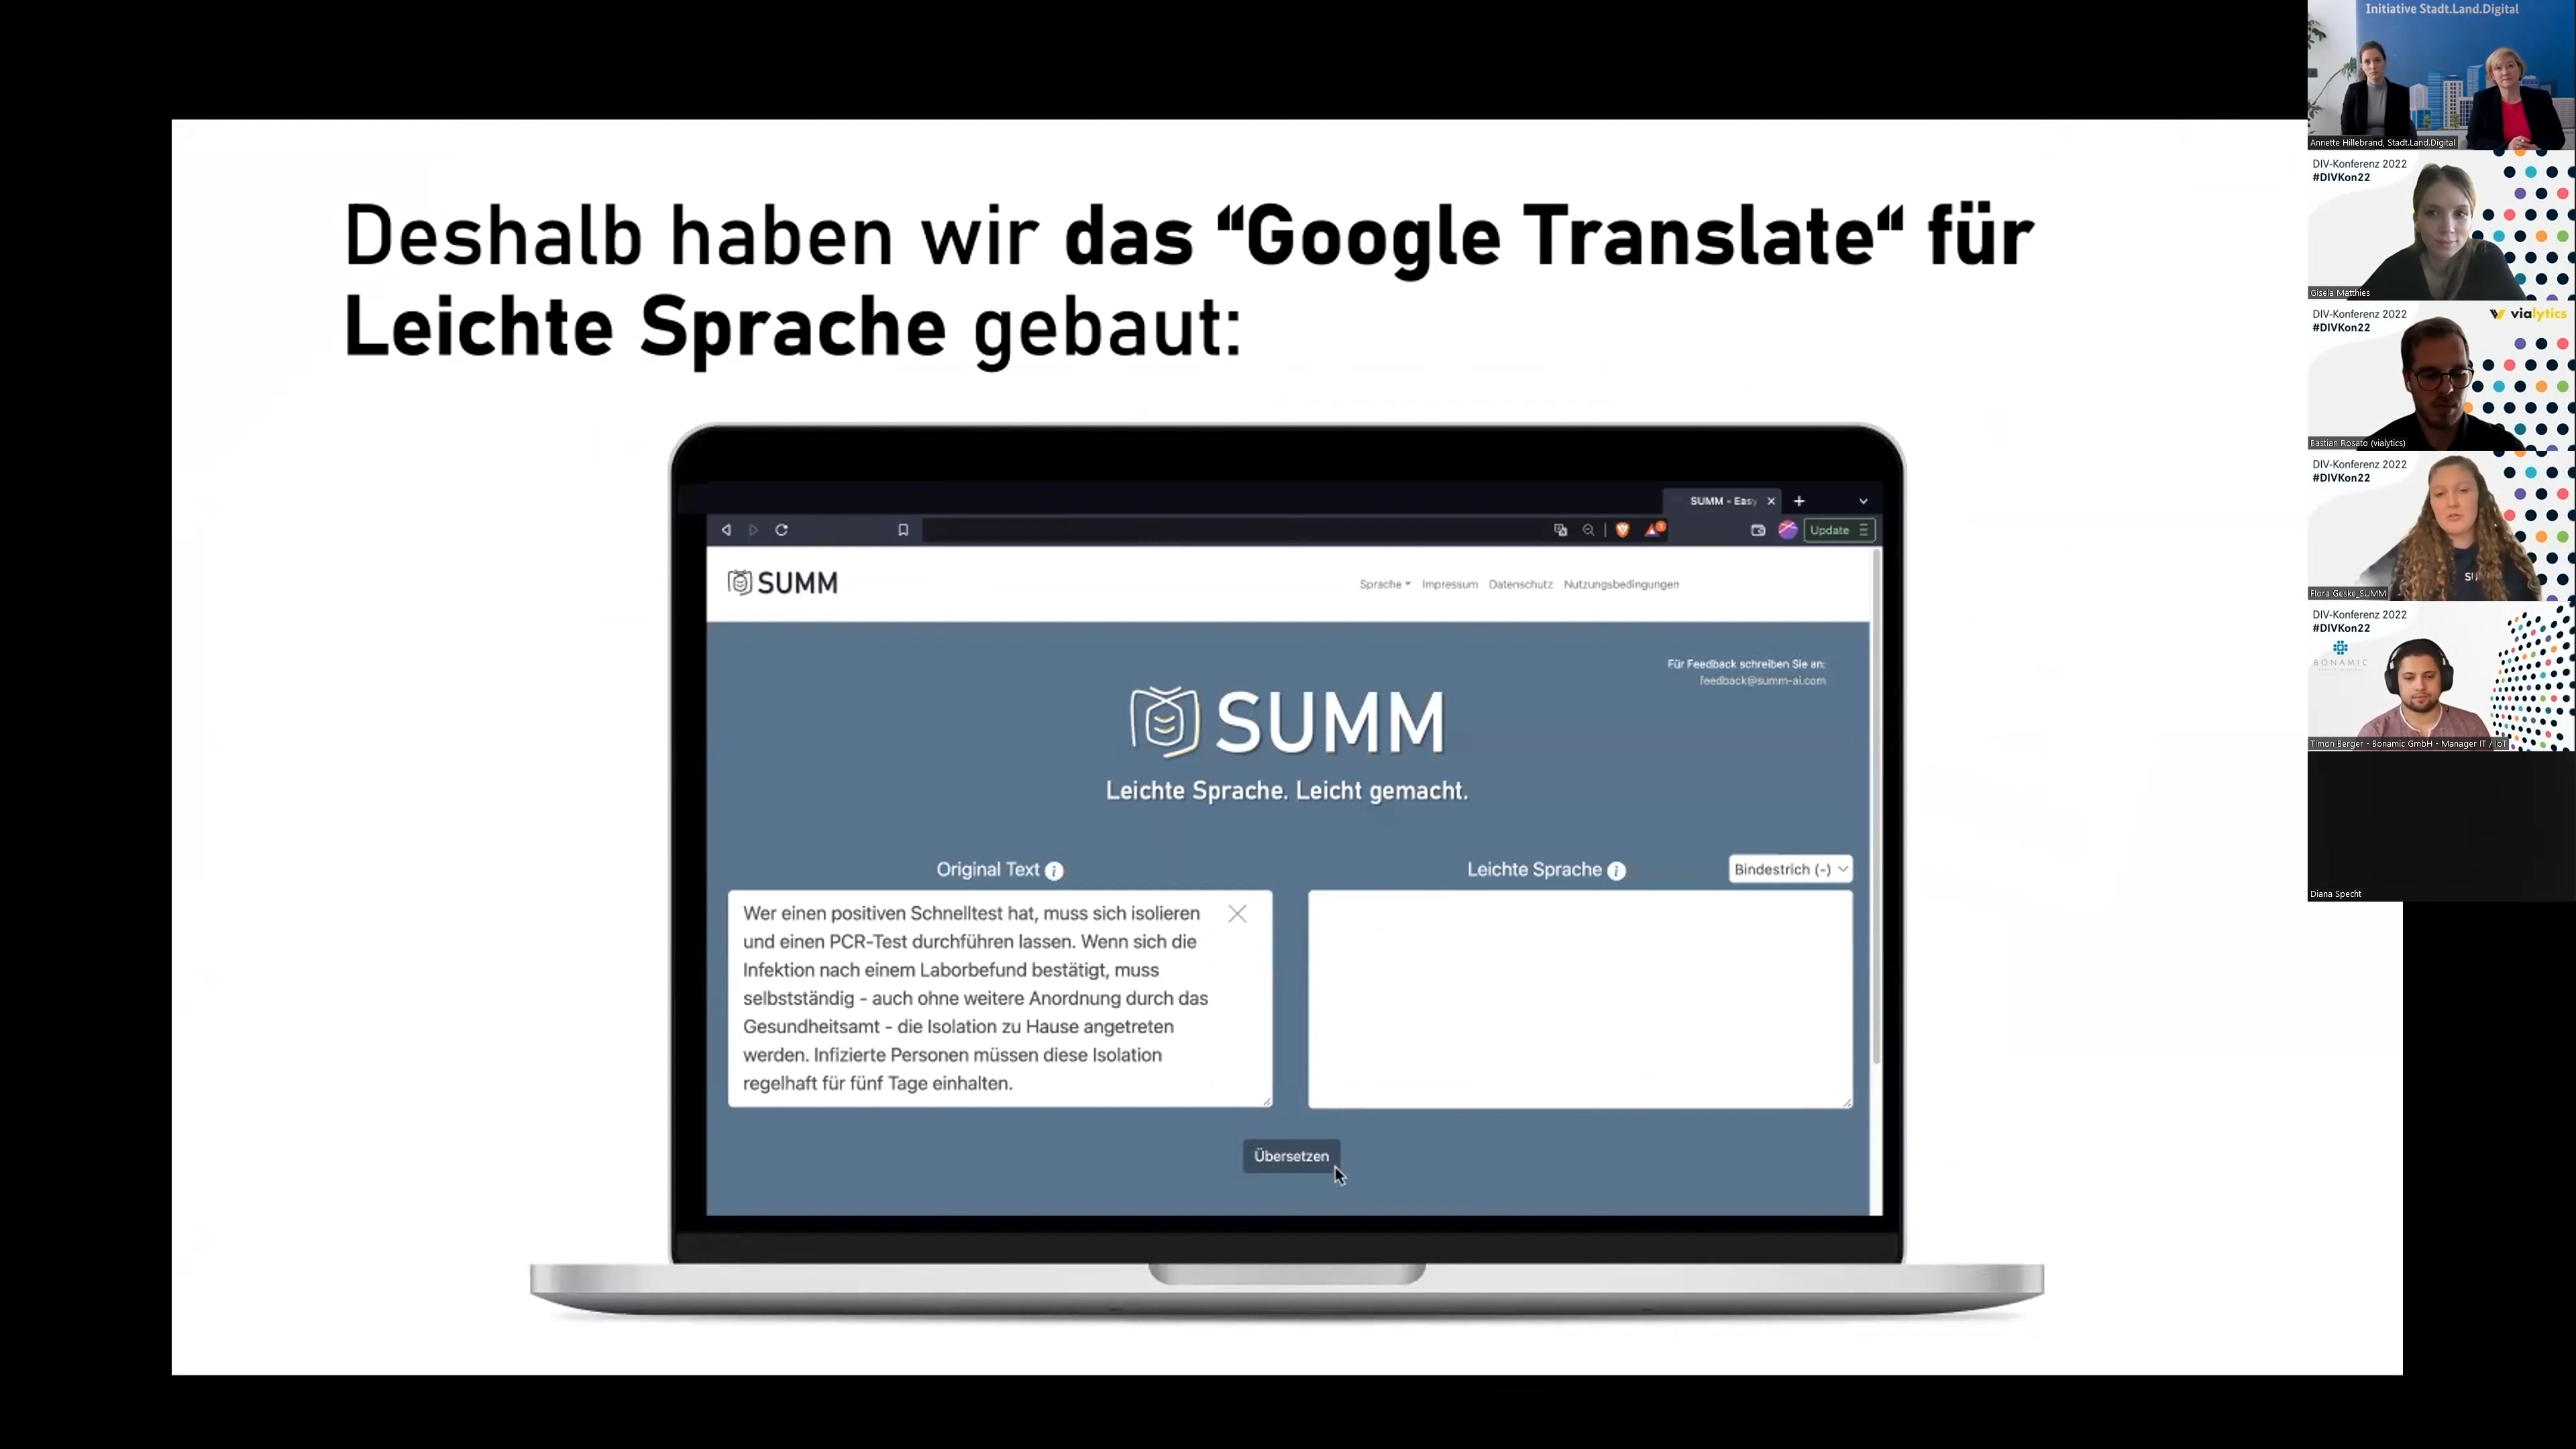 Deshalb haben wir das “Google Translate“ für
Leichte Sprache gebaut:
SUMM - Easy
Update
SUMM
Sprache
Impressum
Datenschutz
Nutzungsbedingungen
Für Feedback schreiben Sie an:
feedback@summ-ai.com
SUMM
Leichte Sprache. Leicht gemacht.
Original Text
Leichte Sprache
Bindestrich (-)
Wer einen positiven Schnelltest hat, muss sich isolieren
und einen PCR-Test durchführen lassen. Wenn sich die
Infektion nach einem Laborbefund bestätigt, muss
selbstständig - auch ohne weitere Anordnung durch das
Gesundheitsamt - die Isolation zu Hause angetreten
werden. Infizierte Personen müssen diese Isolation
regelhaft für fünf Tage einhalten.
Übersetzen
Initiative Stadt.Land.Digital
Annette Hillebrand, Stadt.Land.Digital
DIV-Konferenz 2022
#DIVKon22
Gisela Matthies
DIV-Konferenz 2022
#DIVKon22
vialytics
Bastian Rosato (vialytics)
DIV-Konferenz 2022
#DIVKon22
Flora Geske_SUMM
DIV-Konferenz 2022
#DIVKon22
BONAMIC
Timon Berger - Bonamic GmbH - Manager IT / IoT
Diana Specht